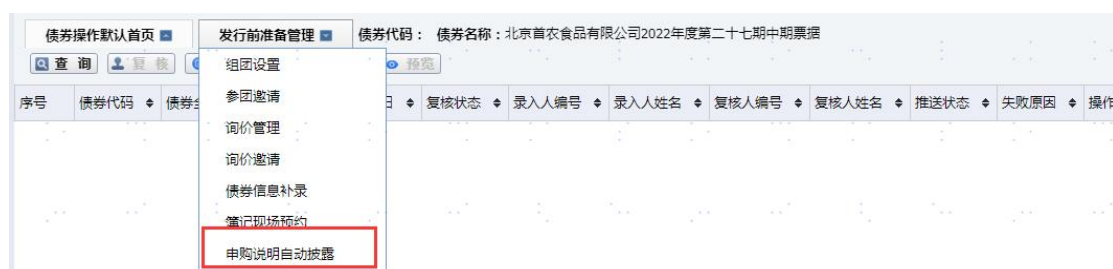 债券操作默认首页 发行前准备管理 债券代码： 债券名称：北京首农食品有限公司2022年度第二十七期中期票据
查 询 复 核 预览
序号 债券代码 债券全 日 复核状态 录入人编号 录入人姓名 复核人编号 复核人姓名 推送状态 失败原因 操作
组团设置
参团邀请
询价管理
询价邀请
债券信息补录
簿记现场预约
申购说明自动披露